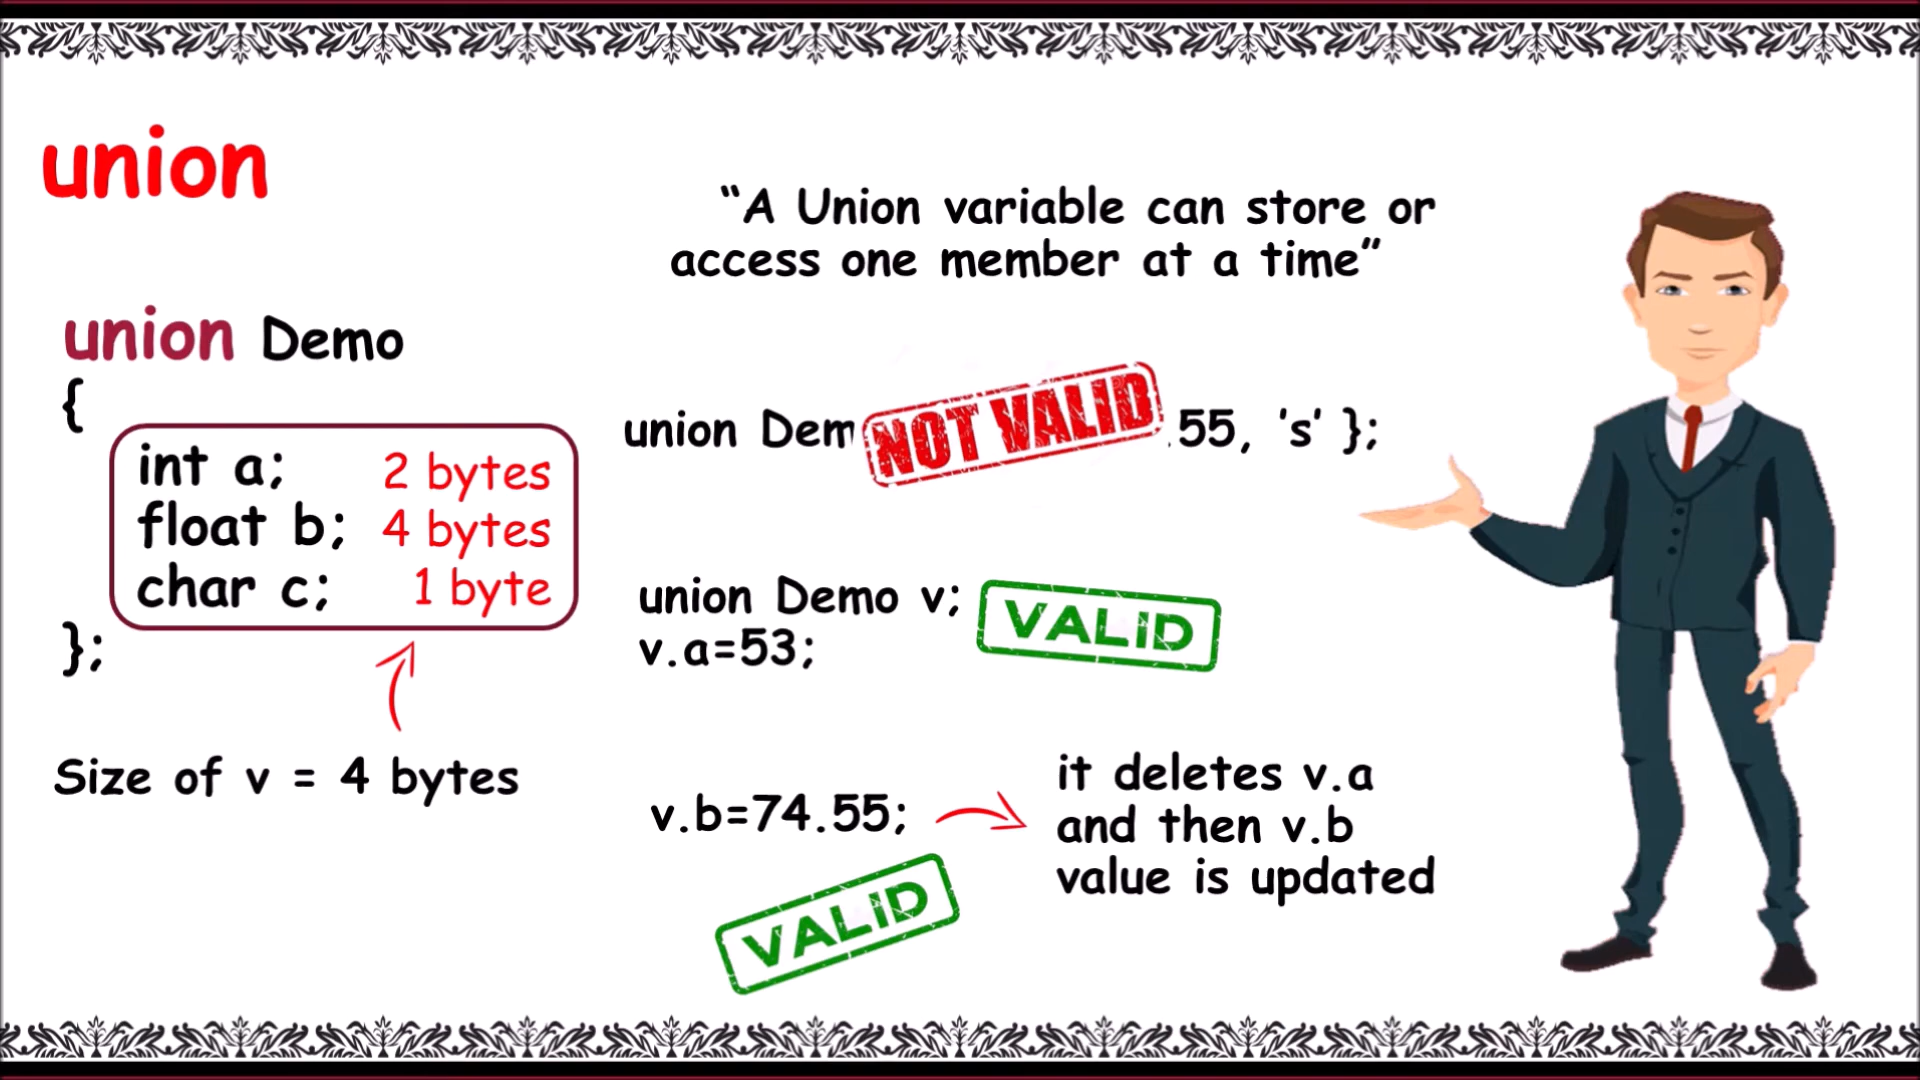 union
“A Union variable can store or
access one member at a time”
union Demo
{
int a; 2 bytes
float b; 4 bytes
char c; 1 byte
};
Size of v = 4 bytes
union Dem
NOT VALID
.55, 's' };
union Demo v;
v.a=53;
VALID
v.b=74.55;
it deletes v.a
and then v.b
value is updated
VALID